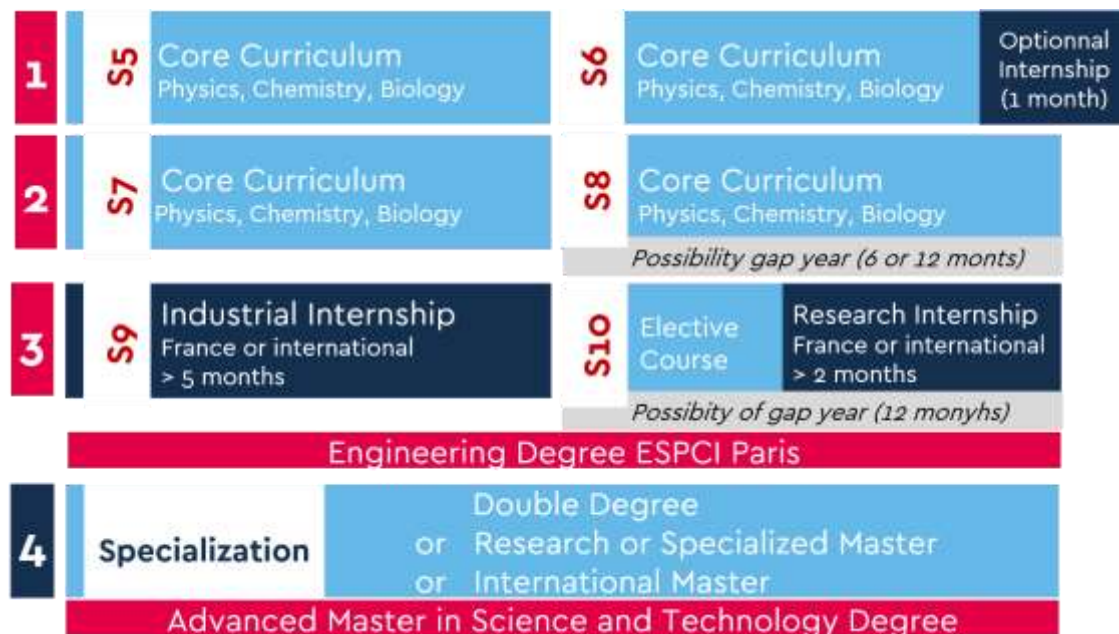 1
S5
Core Curriculum
Physics, Chemistry, Biology
S6
Core Curriculum
Physics, Chemistry, Biology
Optionnal
Internship
(1 month)
2
S7
Core Curriculum
Physics, Chemistry, Biology
S8
Core Curriculum
Physics, Chemistry, Biology
Possibility gap year (6 or 12 monts)
3
S9
Industrial Internship
France or international
> 5 months
S10
Elective
Course
Research Internship
France or international
> 2 months
Possibity of gap year (12 monyhs)
Engineering Degree ESPCI Paris
4
Specialization
Double Degree
or Research or Specialized Master
or International Master
Advanced Master in Science and Technology Degree